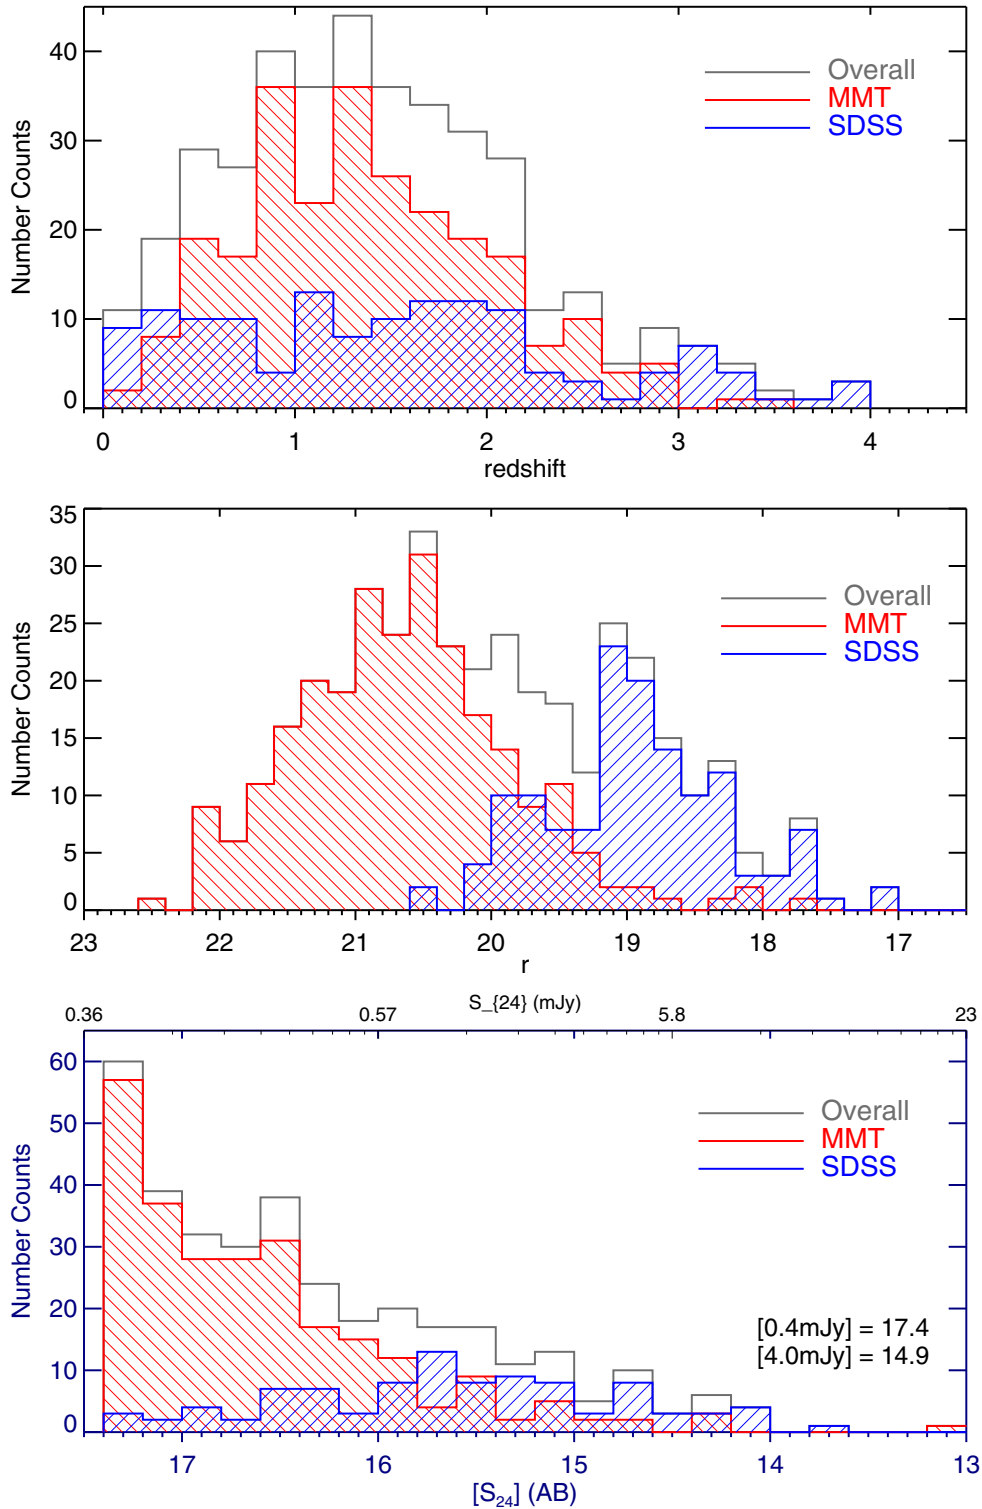 40
30
20
10
0
Number Counts
Overall
MMT
SDSS
0 1 2 3 4
redshift
35
30
25
20
15
10
5
0
Number Counts
Overall
MMT
SDSS
23 22 21 20 19 18 17
r
S_{24} (mJy)
0.36 0.57 5.8 23
60
50
40
30
20
10
0
Number Counts
Overall
MMT
SDSS
[0.4mJy] = 17.4
[4.0mJy] = 14.9
17 16 15 14 13
[S24] (AB)